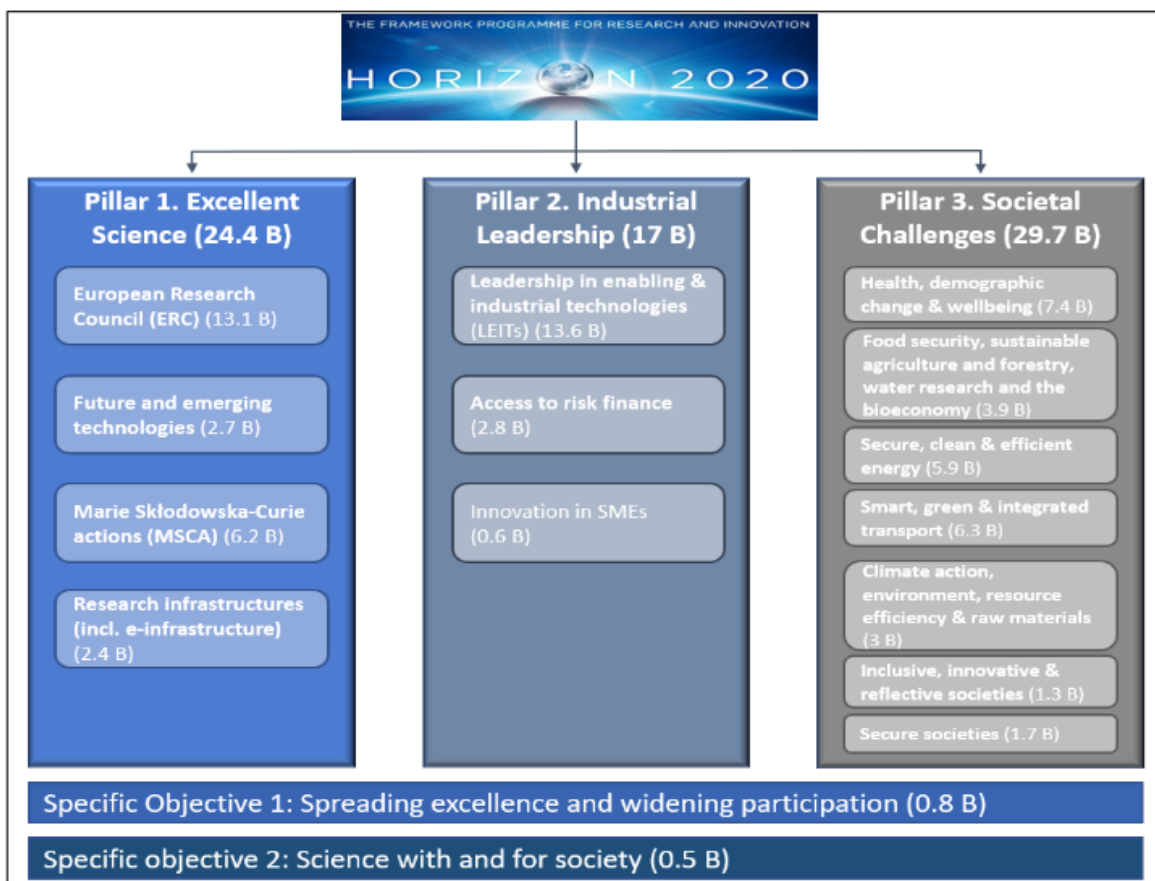 THE FRAMEWORK PROGRAMME FOR RESEARCH AND INNOVATION
HORIZON 2020
Pillar 1. Excellent
Science (24.4 B)
European Research
Council (ERC) (13.1 B)
Future and emerging
technologies (2.7 B)
Marie Skłodowska-Curie
actions (MSCA) (6.2 B)
Research infrastructures
(incl. e-infrastructure)
(2.4 B)
Pillar 2. Industrial
Leadership (17 B)
Leadership in enabling &
industrial technologies
(LEITs) (13.6 B)
Access to risk finance
(2.8 B)
Innovation in SMEs
(0.6 B)
Pillar 3. Societal
Challenges (29.7 B)
Health, demographic
change & wellbeing (7.4 B)
Food security, sustainable
agriculture and forestry,
water research and the
bioeconomy (3.9 B)
Secure, clean & efficient
energy (5.9 B)
Smart, green & integrated
transport (6.3 B)
Climate action,
environment, resource
efficiency & raw materials
(3 B)
Inclusive, innovative &
reflective societies (1.3 B)
Secure societies (1.7 B)
Specific Objective 1: Spreading excellence and widening participation (0.8 B)
Specific objective 2: Science with and for society (0.5 B)